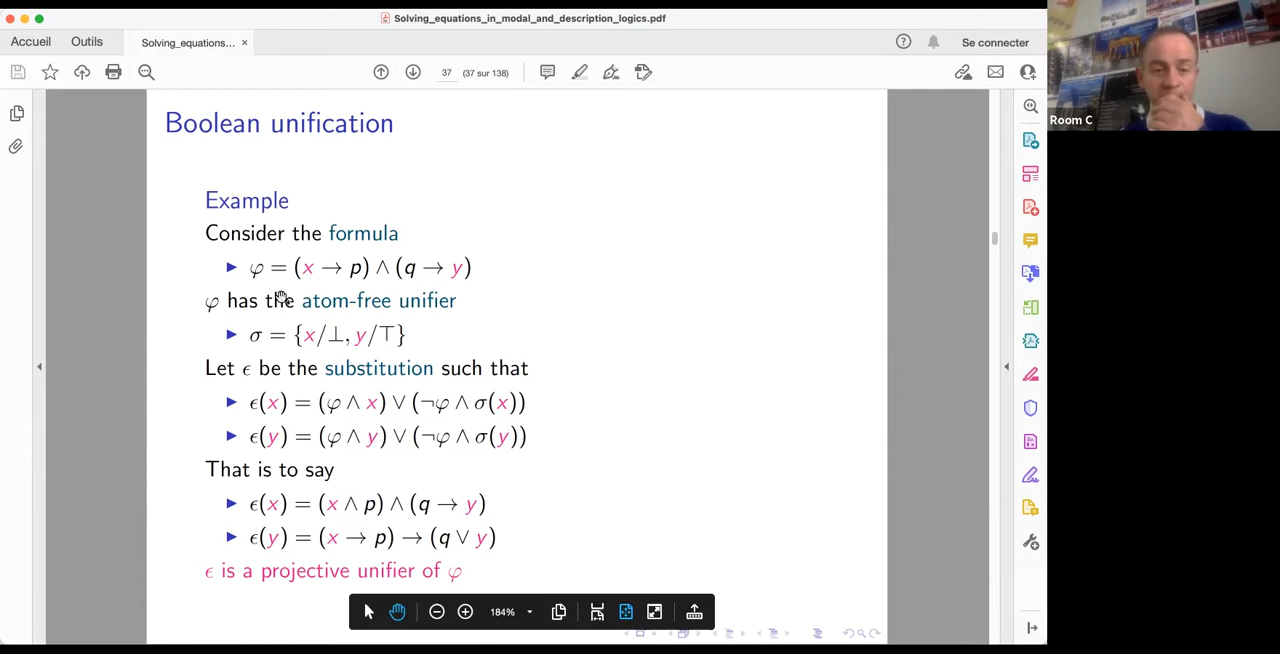 Solving_equations_in_modal_and_description_logics.pdf
Accueil Outils Solving_equations... × Se connecter
37 (37 sur 138)
Room C
Boolean unification
Example
Consider the formula
▶ φ = (x → p) ∧ (q → y)
φ has the atom-free unifier
▶ σ = {x/⊥, y/⊤}
Let ϵ be the substitution such that
▶ ϵ(x) = (φ ∧ x) ∨ (¬φ ∧ σ(x))
▶ ϵ(y) = (φ ∧ y) ∨ (¬φ ∧ σ(y))
That is to say
▶ ϵ(x) = (x ∧ p) ∧ (q → y)
▶ ϵ(y) = (x → p) → (q ∨ y)
ϵ is a projective unifier of φ
184%